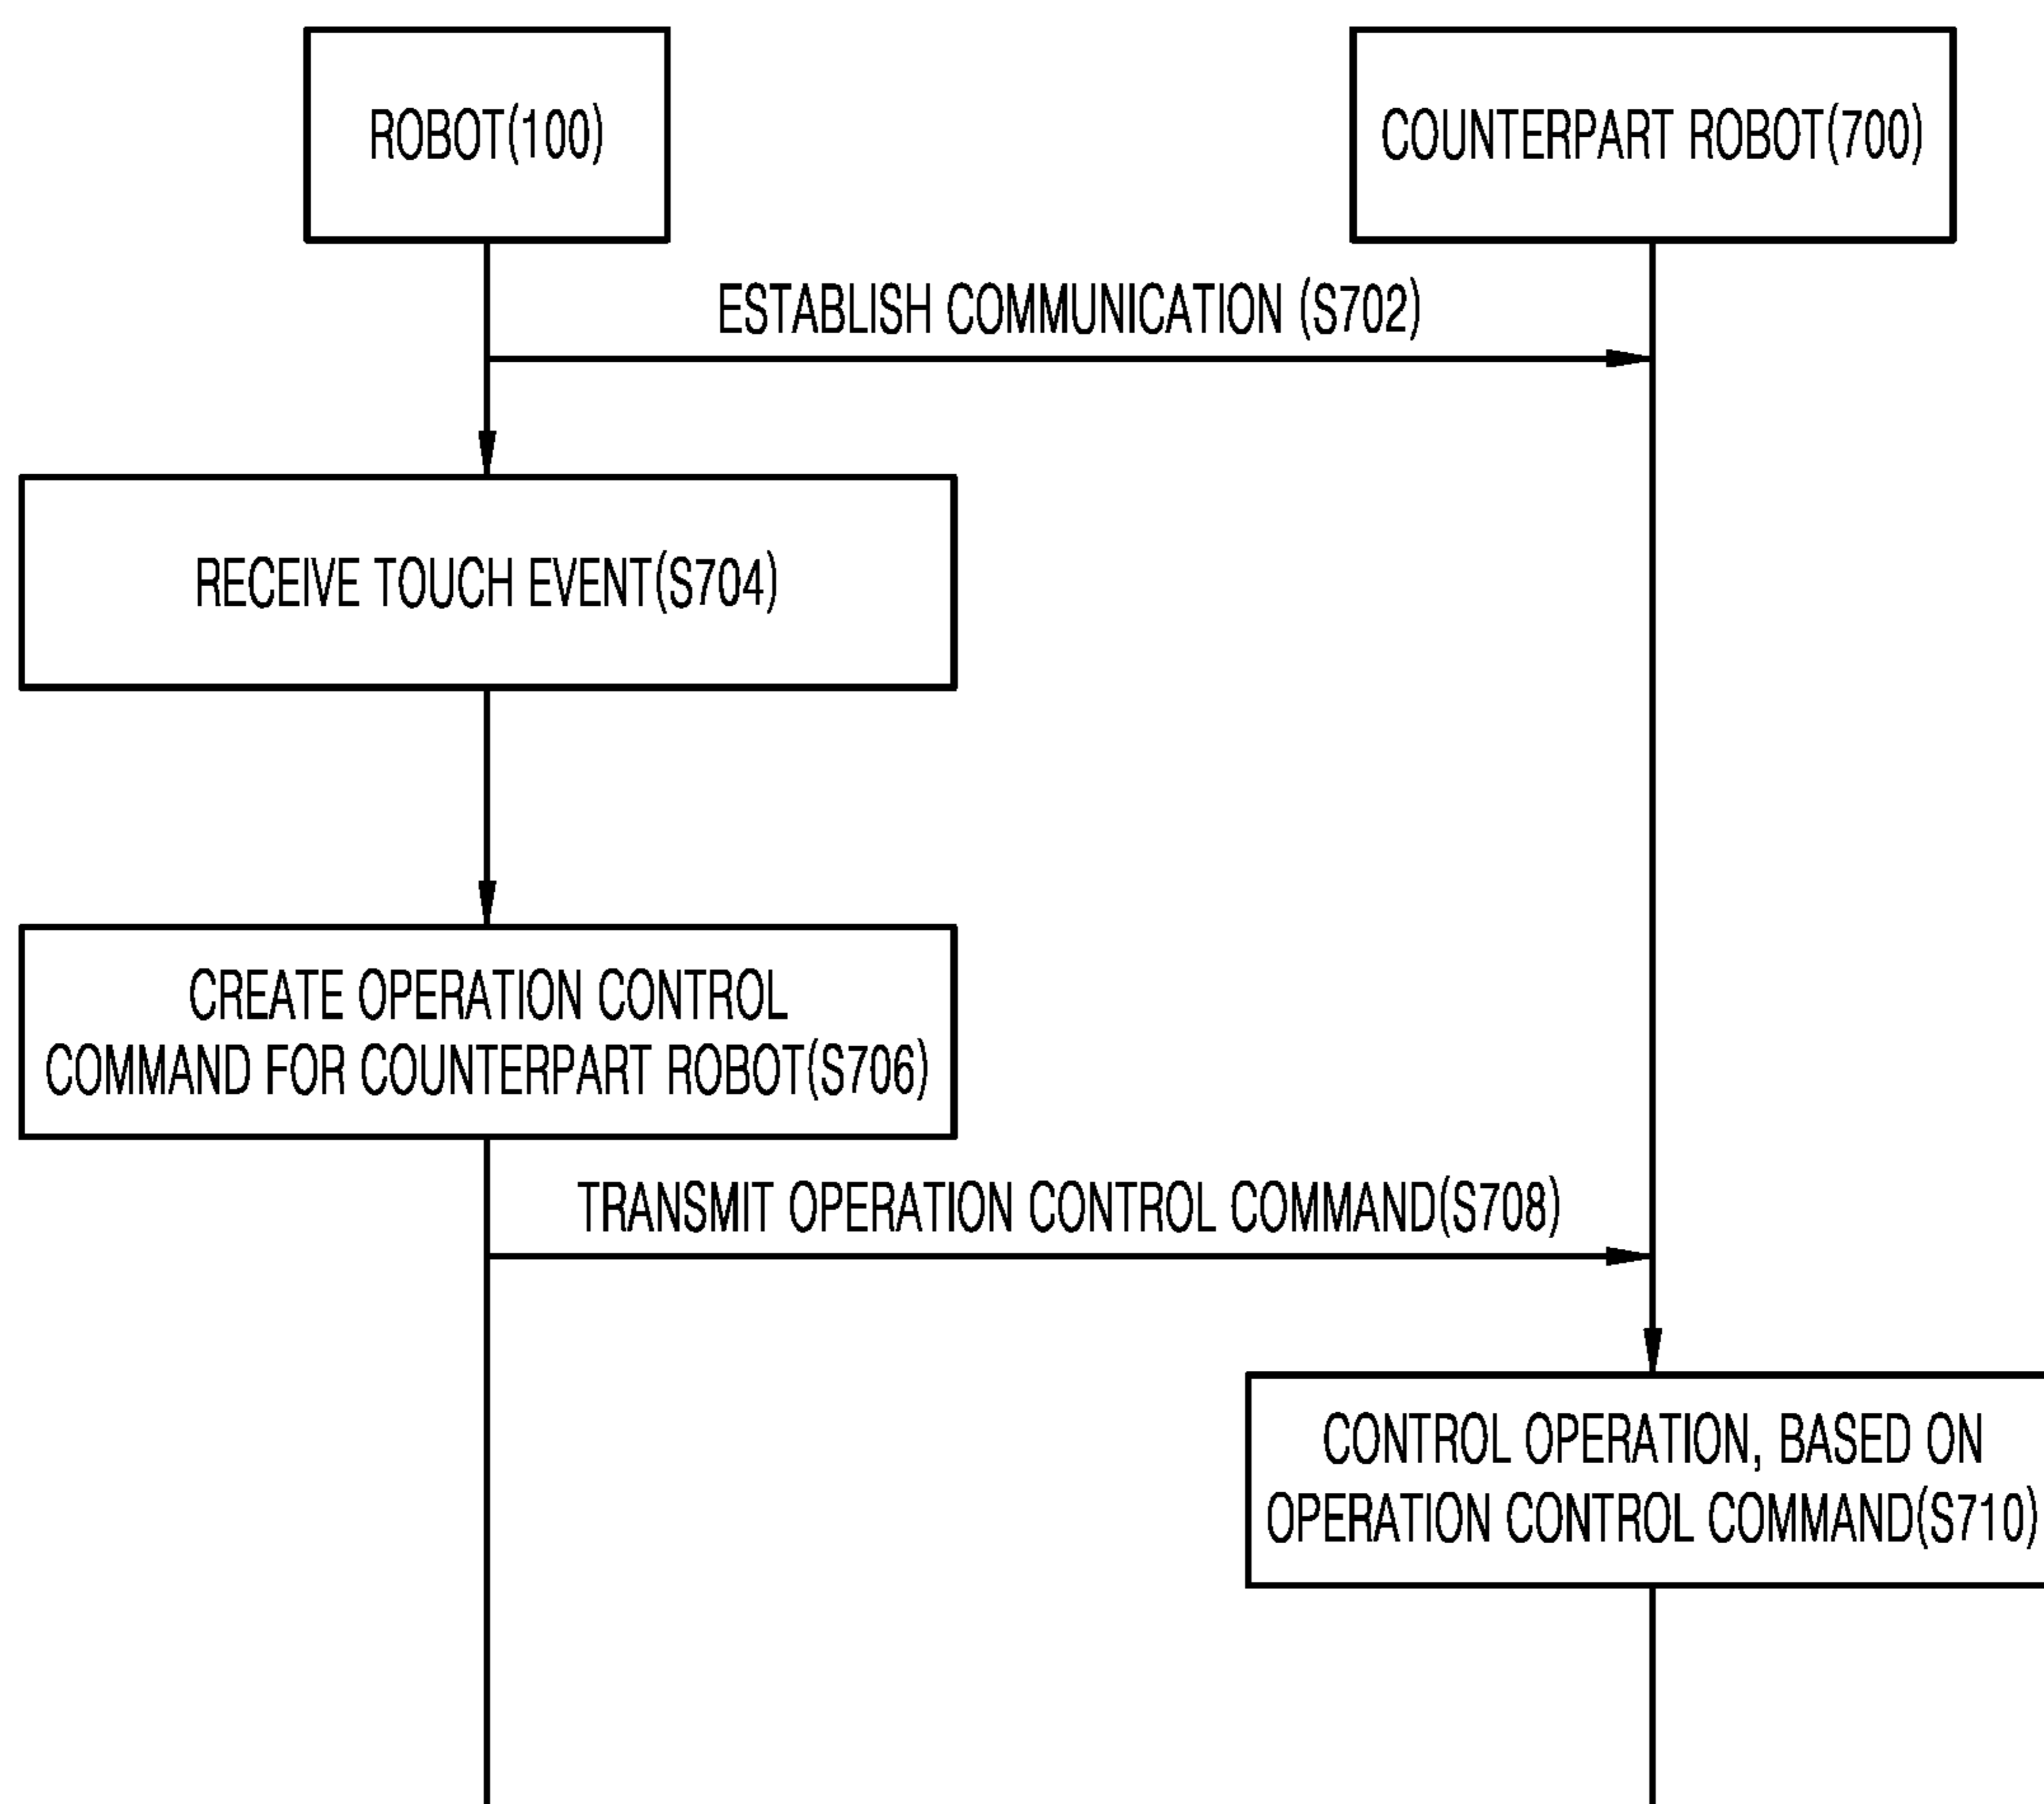 ROBOT(100)
COUNTERPART ROBOT(700)
ESTABLISH COMMUNICATION (S702)
RECEIVE TOUCH EVENT(S704)
CREATE OPERATION CONTROL
COMMAND FOR COUNTERPART ROBOT(S706)
TRANSMIT OPERATION CONTROL COMMAND(S708)
CONTROL OPERATION, BASED ON
OPERATION CONTROL COMMAND(S710)